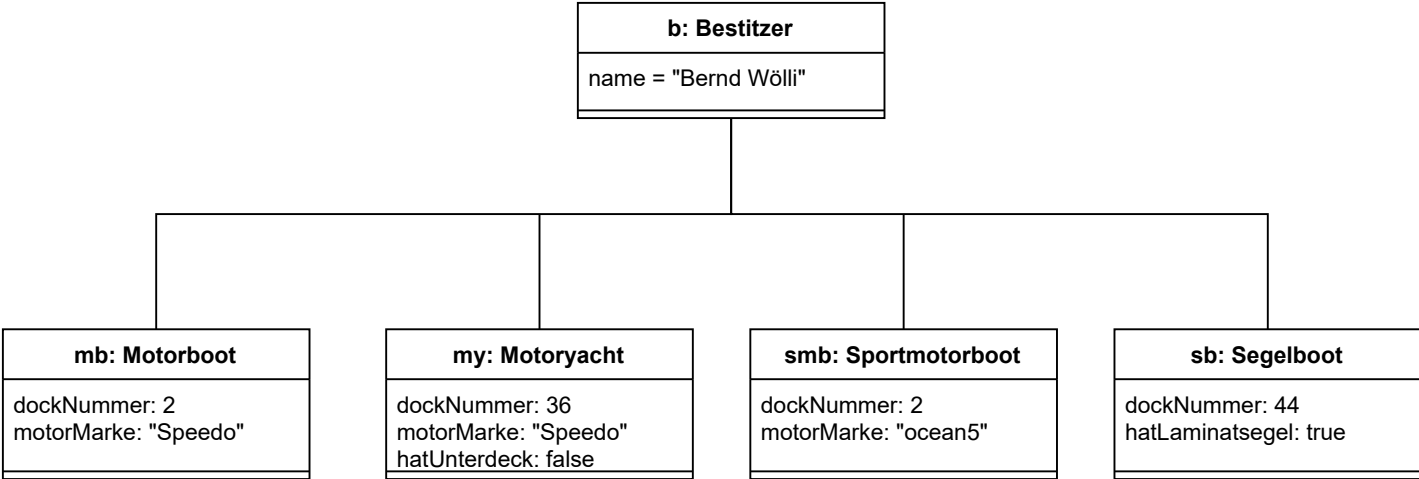 b: Bestitzer
name = "Bernd Wölli"
mb: Motorboot
dockNummer: 2
motorMarke: "Speedo"
my: Motoryacht
dockNummer: 36
motorMarke: "Speedo"
hatUnterdeck: false
smb: Sportmotorboot
dockNummer: 2
motorMarke: "ocean5"
sb: Segelboot
dockNummer: 44
hatLaminatsegel: true